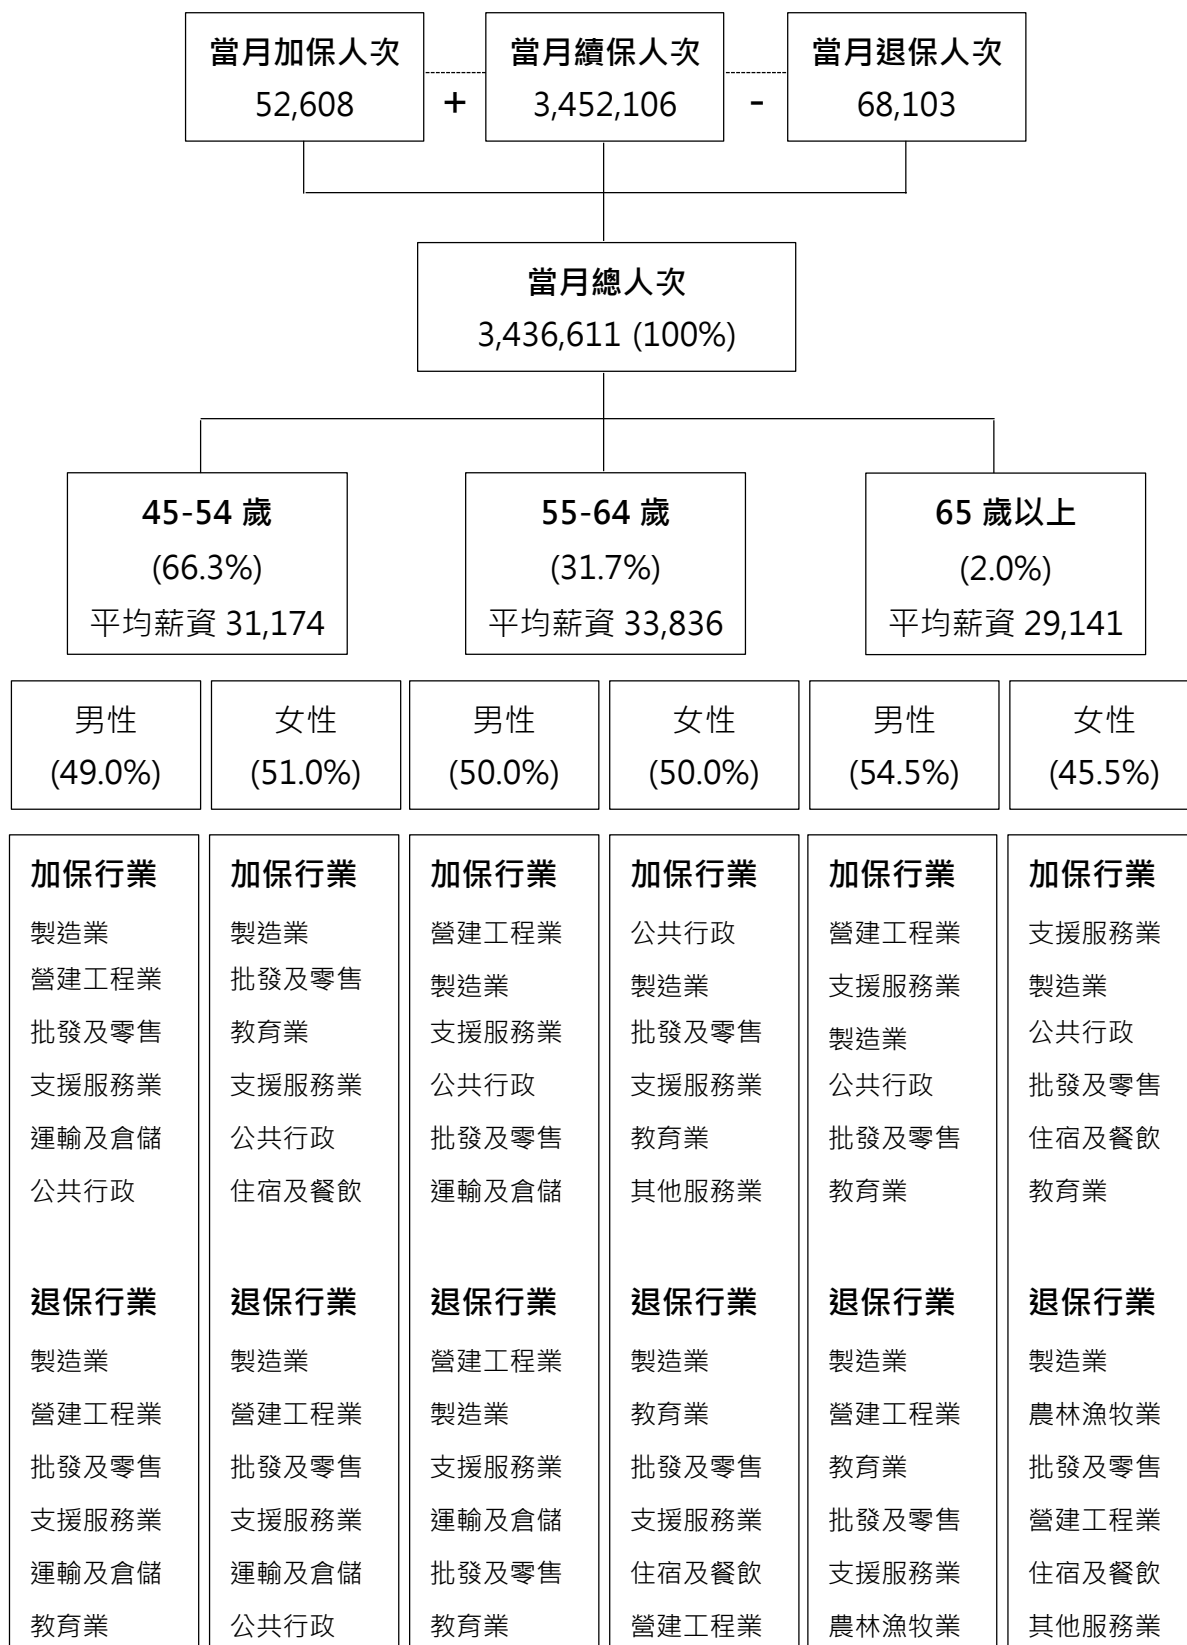 當月加保人次
52,608
+
當月續保人次
3,452,106
-
當月退保人次
68,103
當月總人次
3,436,611 (100%)
45-54 歲
(66.3%)
平均薪資 31,174
55-64 歲
(31.7%)
平均薪資 33,836
65 歲以上
(2.0%)
平均薪資 29,141
男性
(49.0%)
女性
(51.0%)
男性
(50.0%)
女性
(50.0%)
男性
(54.5%)
女性
(45.5%)
加保行業
製造業
營建工程業
批發及零售
支援服務業
運輸及倉儲
公共行政
退保行業
製造業
營建工程業
批發及零售
支援服務業
運輸及倉儲
教育業
加保行業
製造業
批發及零售
教育業
支援服務業
公共行政
住宿及餐飲
退保行業
製造業
營建工程業
批發及零售
支援服務業
運輸及倉儲
公共行政
加保行業
營建工程業
製造業
支援服務業
公共行政
批發及零售
運輸及倉儲
退保行業
營建工程業
製造業
支援服務業
運輸及倉儲
批發及零售
教育業
加保行業
公共行政
製造業
批發及零售
支援服務業
教育業
其他服務業
退保行業
製造業
教育業
批發及零售
支援服務業
住宿及餐飲
營建工程業
加保行業
營建工程業
支援服務業
製造業
公共行政
批發及零售
教育業
退保行業
製造業
營建工程業
教育業
批發及零售
支援服務業
農林漁牧業
加保行業
支援服務業
製造業
公共行政
批發及零售
住宿及餐飲
教育業
退保行業
製造業
農林漁牧業
批發及零售
營建工程業
住宿及餐飲
其他服務業